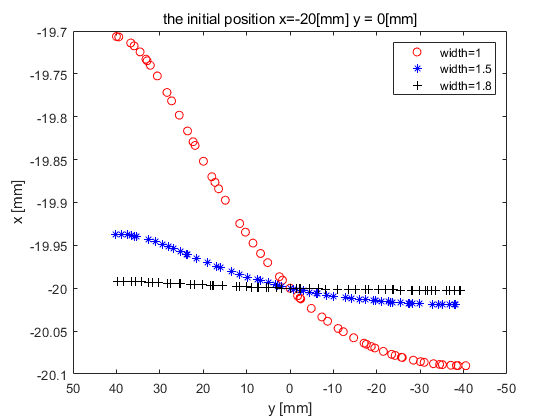 the initial position x=-20[mm] y = 0[mm]
width=1
width=1.5
width=1.8
-19.7
-19.75
-19.8
-19.85
-19.9
-19.95
-20
-20.05
-20.1
x [mm]
50 40 30 20 10 0 -10 -20 -30 -40 -50
y [mm]